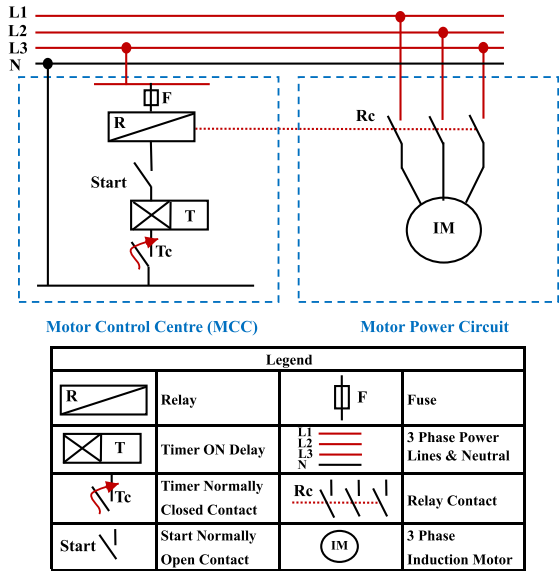 L1
L2
L3
N
F
R
Rc
Start
T
Tc
IM
Motor Control Centre (MCC)
Motor Power Circuit
Legend
R
Relay
F
Fuse
T
Timer ON Delay
L1
L2
L3
N
3 Phase Power
Lines & Neutral
Tc
Timer Normally
Closed Contact
Rc
Relay Contact
Start
Start Normally
Open Contact
IM
3 Phase
Induction Motor